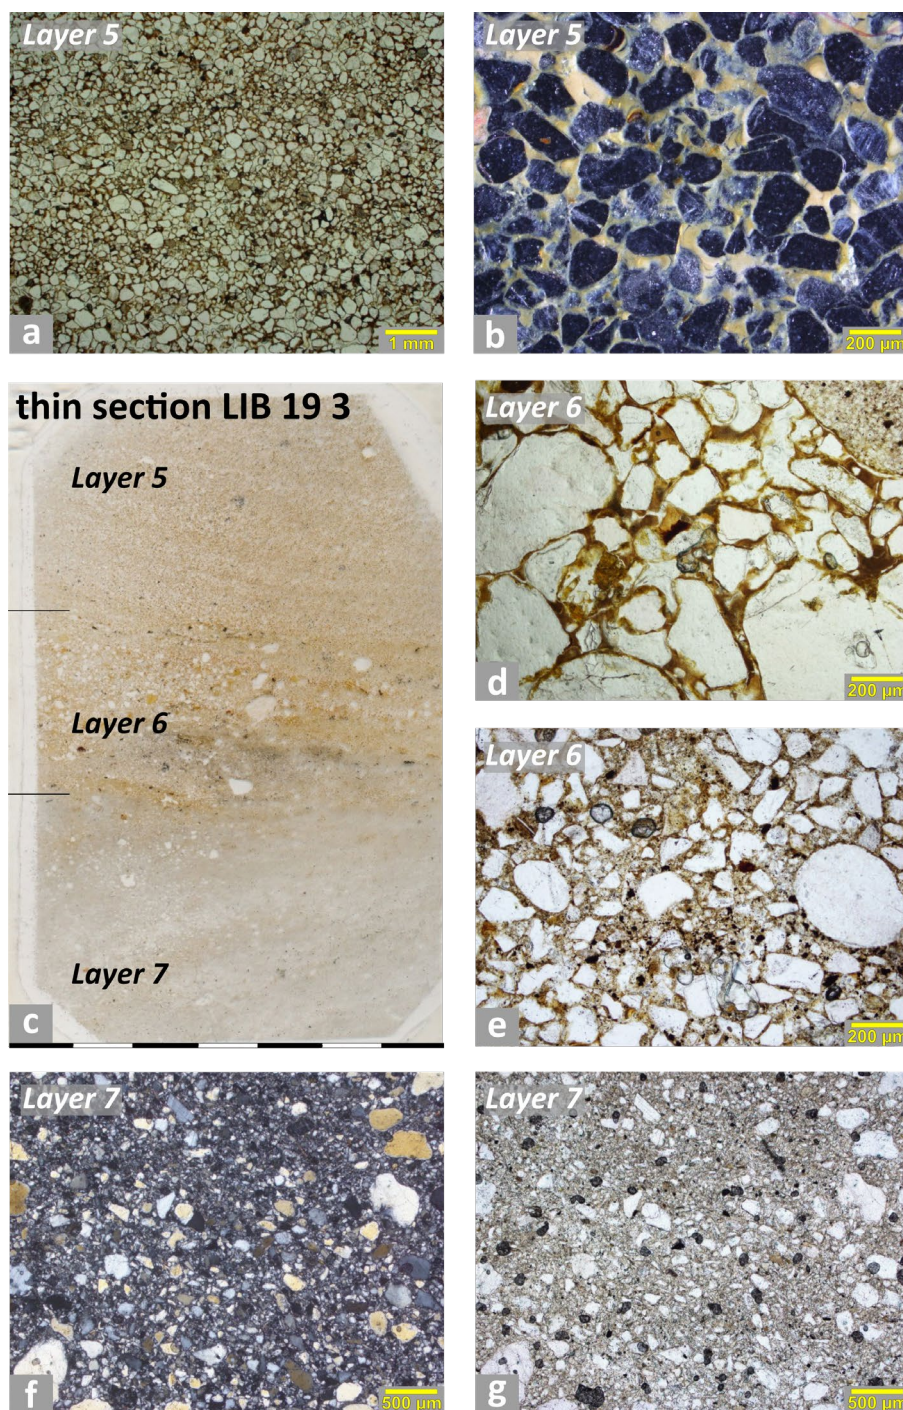 Layer 5
a
1 mm
Layer 5
b
200 µm
thin section LIB 19 3
Layer 5
Layer 6
Layer 7
c
Layer 6
d
200 µm
Layer 6
e
200 µm
Layer 7
f
500 µm
Layer 7
g
500 µm